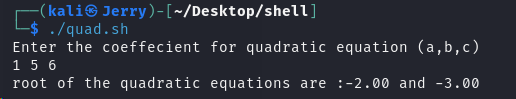 ┌──(kali㉿Jerry)-[~/Desktop/shell]
└─$ ./quad.sh
Enter the coeffecient for quadratic equation (a,b,c)
1 5 6
root of the quadratic equations are :-2.00 and -3.00